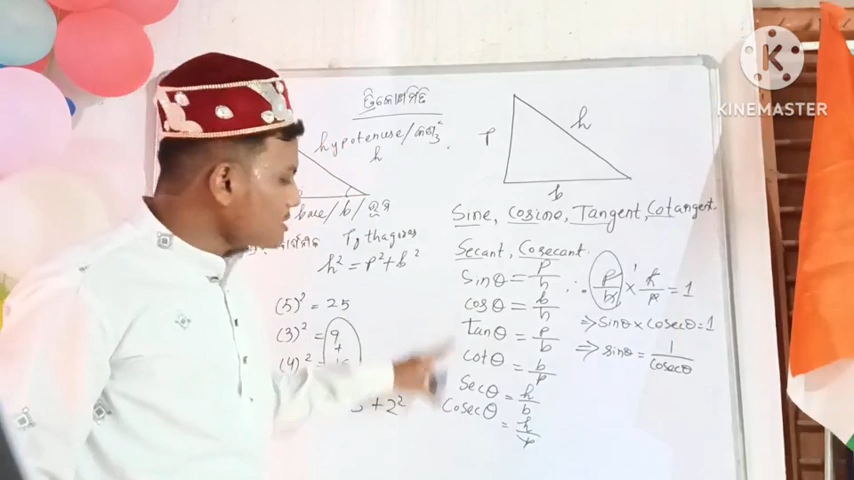 ତ୍ରିକୋଣମିତି
hypotenuse/କର୍ଣ୍ଣ
h
base/b/
Pythagoras
h² = p² + b²
(5)² = 25
(3)² = 9
+
(4)² =
+ 2²
P
h
b
Sine, Cosine, Tangent, Cotangent.
Secant, Cosecant.
Sinθ = p/h
cosθ = b/h
Tanθ = p/b
cotθ = b/p
Secθ = h/b
Cosecθ = h/p
⇒ Sinθ × Cosecθ = 1
⇒ sinθ = 1/Cosecθ
KINEMASTER